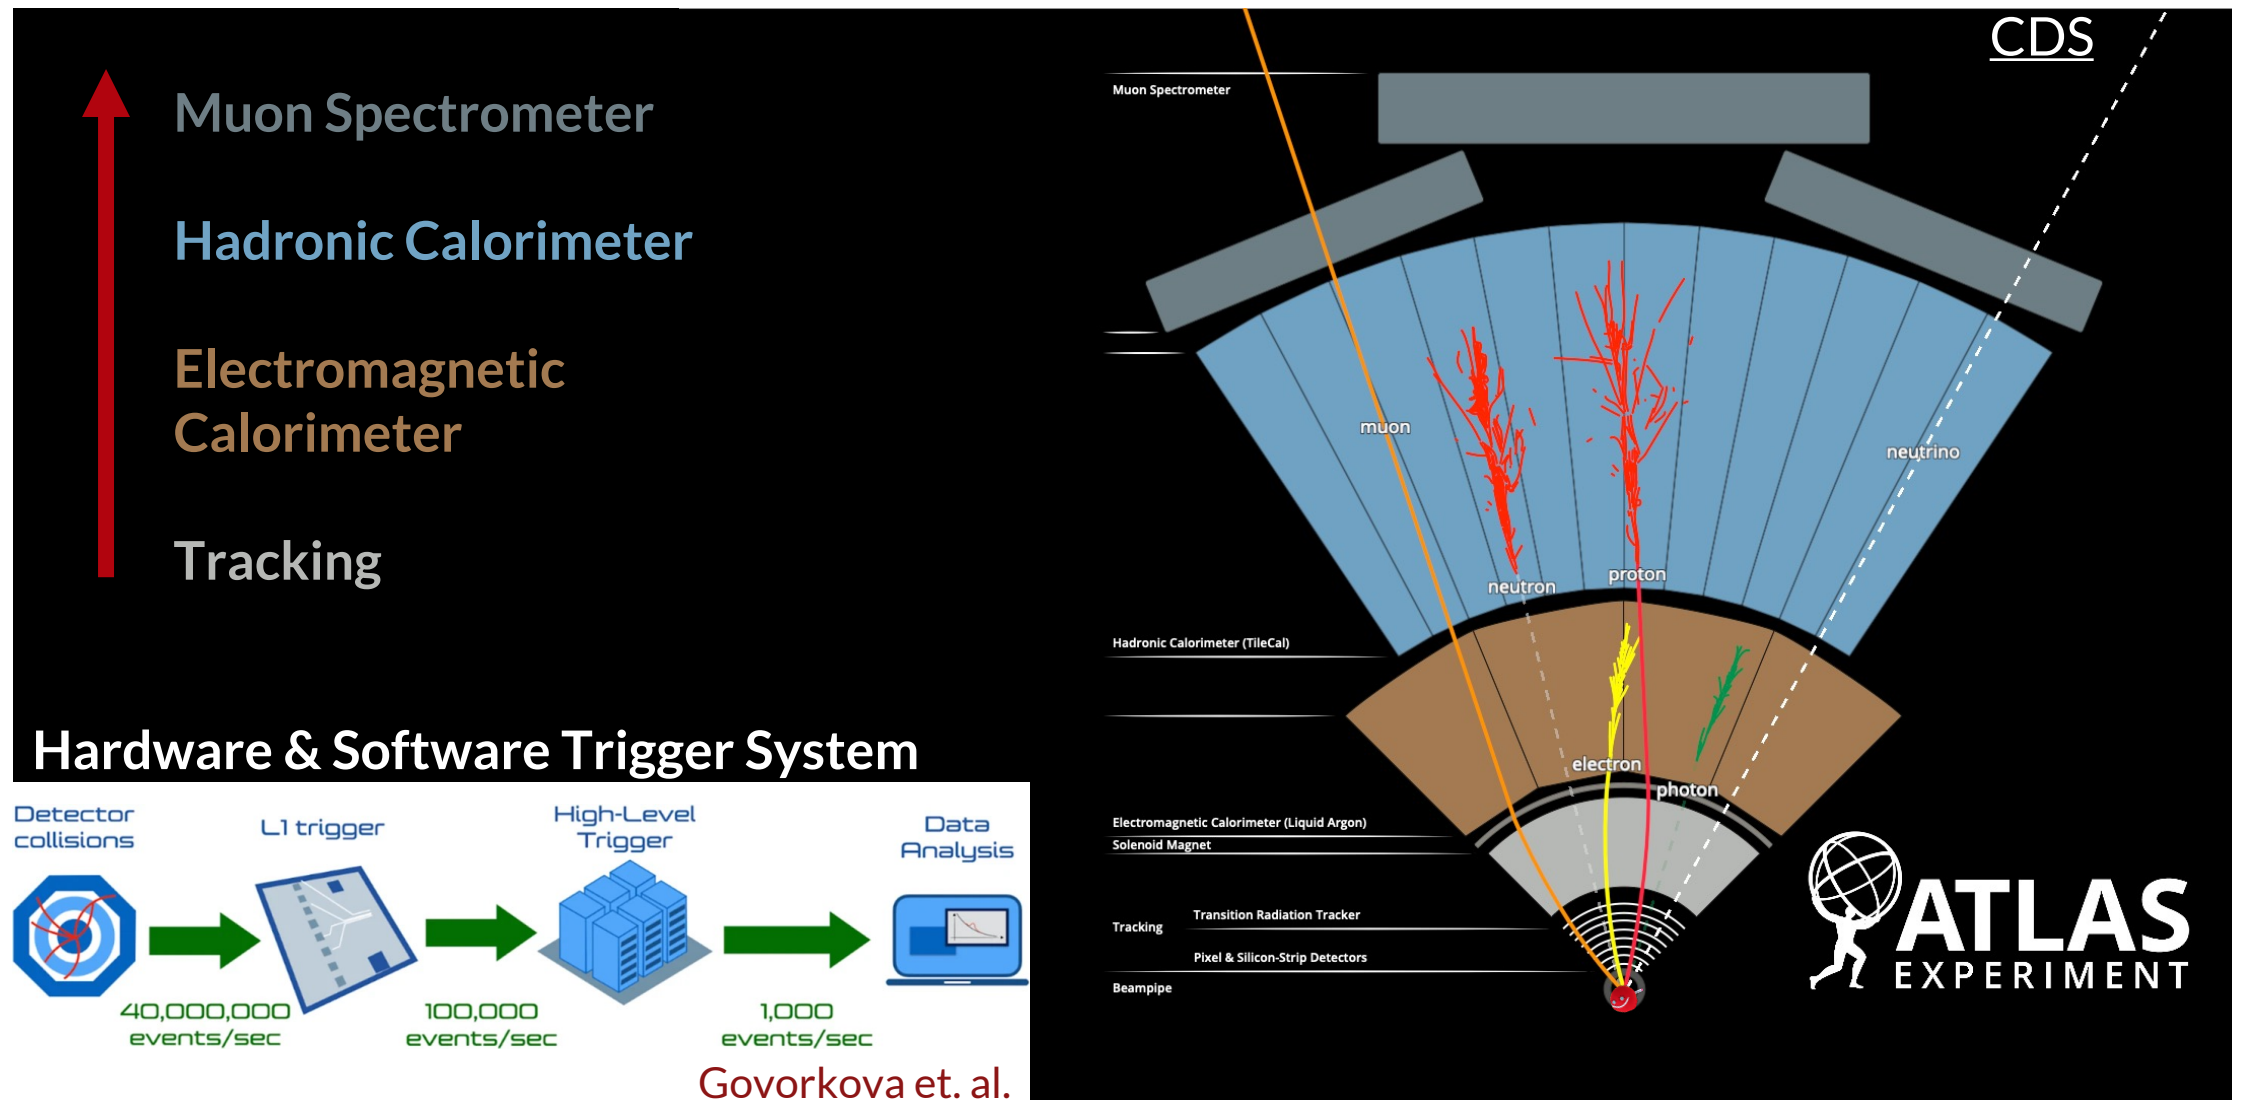 CDS
Muon Spectrometer
Hadronic Calorimeter
Electromagnetic
Calorimeter
Tracking
Hardware & Software Trigger System
Detector
collisions
L1 trigger
High-Level
Trigger
Data
Analysis
40,000,000
events/sec
100,000
events/sec
1,000
events/sec
Govorkova et. al.
Muon Spectrometer
muon
neutrino
neutron
proton
Hadronic Calorimeter (TileCal)
electron
photon
Electromagnetic Calorimeter (Liquid Argon)
Solenoid Magnet
Tracking
Transition Radiation Tracker
Pixel & Silicon-Strip Detectors
Beampipe
ATLAS
EXPERIMENT